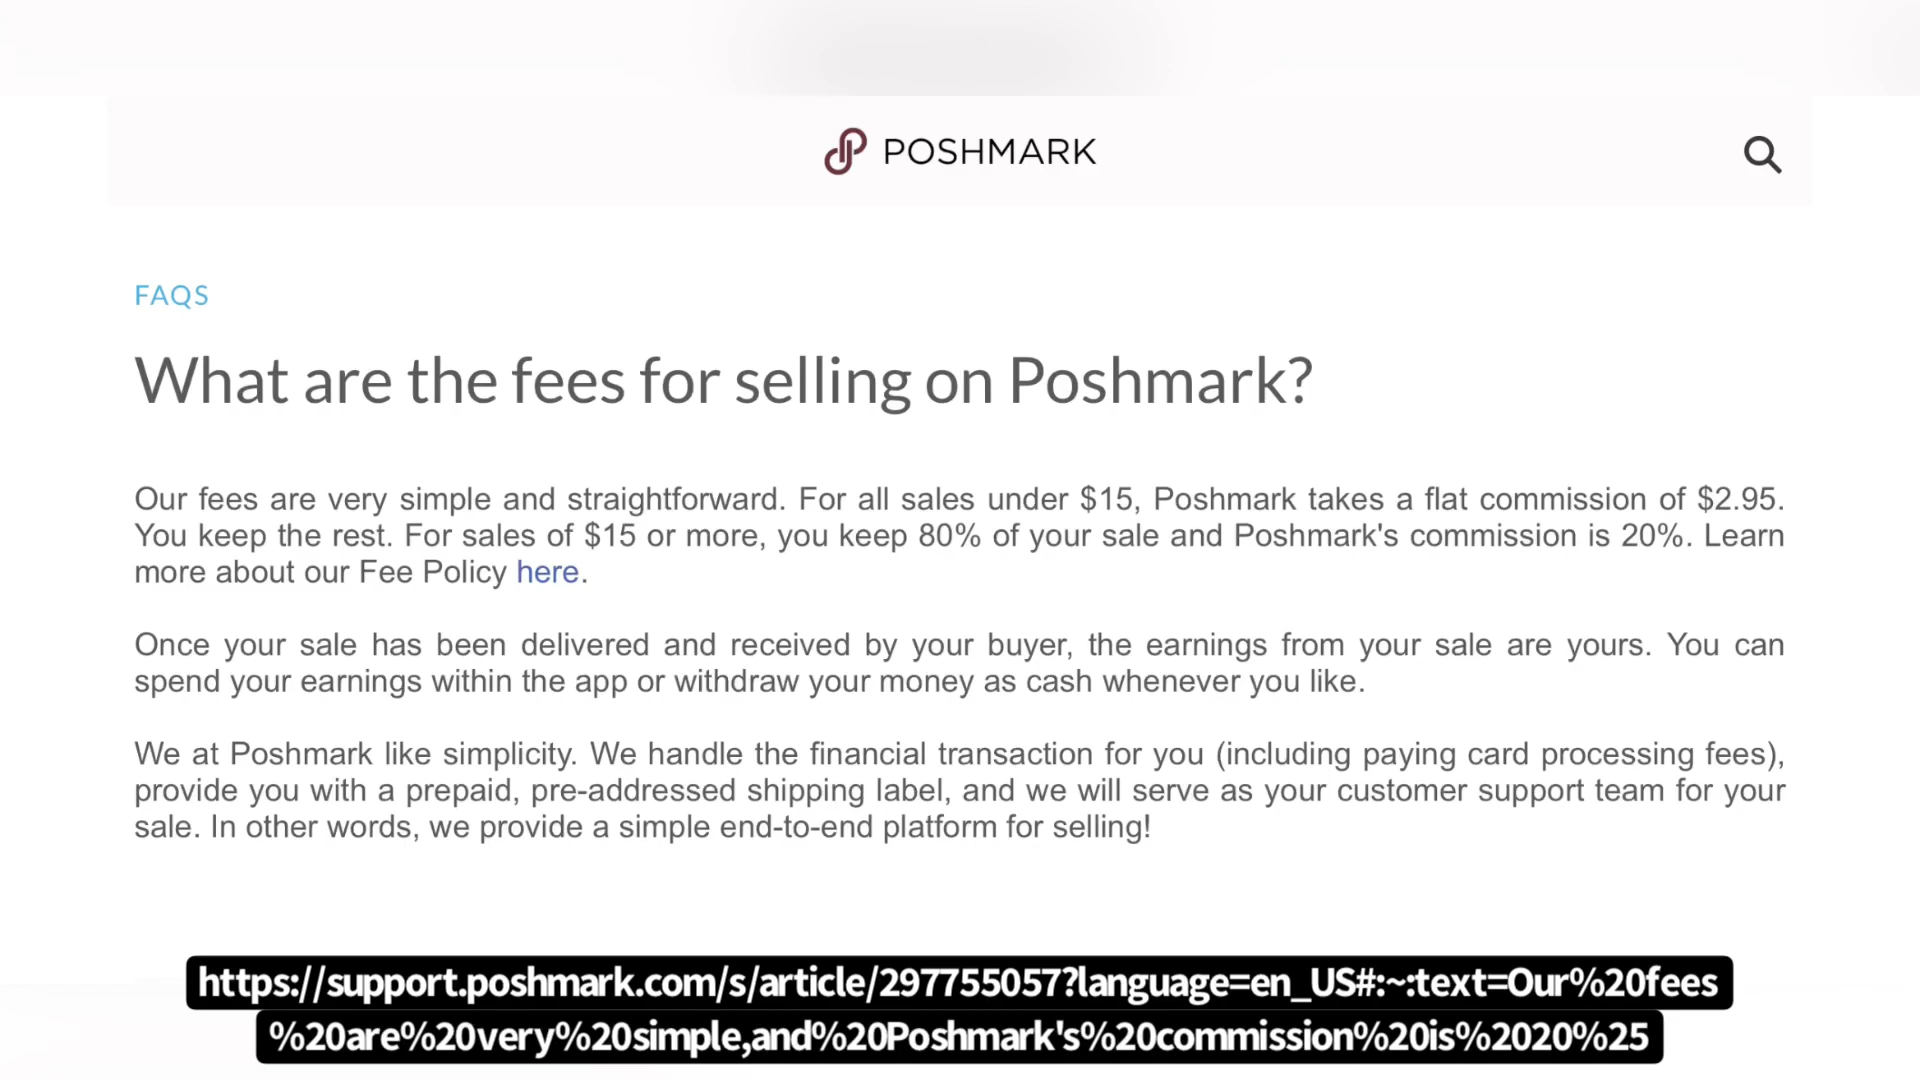 POSHMARK
FAQS
What are the fees for selling on Poshmark?
Our fees are very simple and straightforward. For all sales under $15, Poshmark takes a flat commission of $2.95.
You keep the rest. For sales of $15 or more, you keep 80% of your sale and Poshmark's commission is 20%. Learn
more about our Fee Policy here.
Once your sale has been delivered and received by your buyer, the earnings from your sale are yours. You can
spend your earnings within the app or withdraw your money as cash whenever you like.
We at Poshmark like simplicity. We handle the financial transaction for you (including paying card processing fees),
provide you with a prepaid, pre-addressed shipping label, and we will serve as your customer support team for your
sale. In other words, we provide a simple end-to-end platform for selling!
https://support.poshmark.com/s/article/297755057?language=en_US#:~:text=Our%20fees
%20are%20very%20simple,and%20Poshmark's%20commission%20is%2020%25